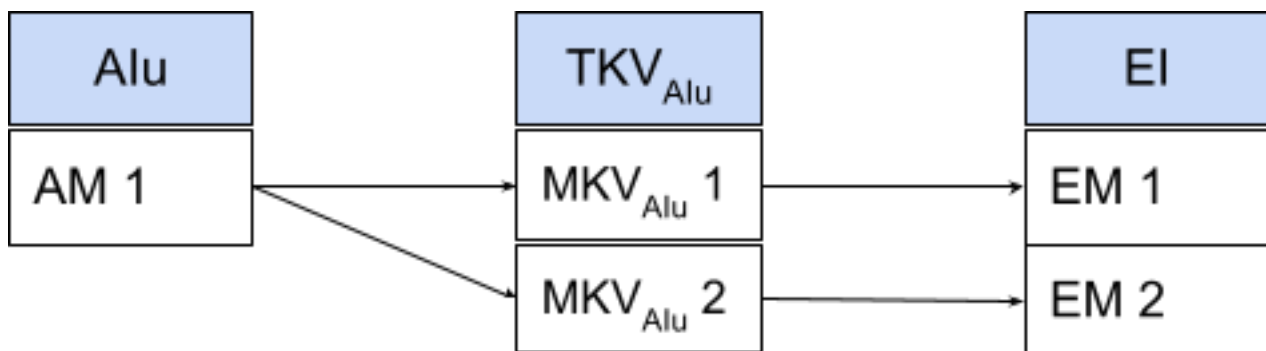 Alu
TKV_Alu
EI
AM 1
MKV_Alu 1
EM 1
MKV_Alu 2
EM 2